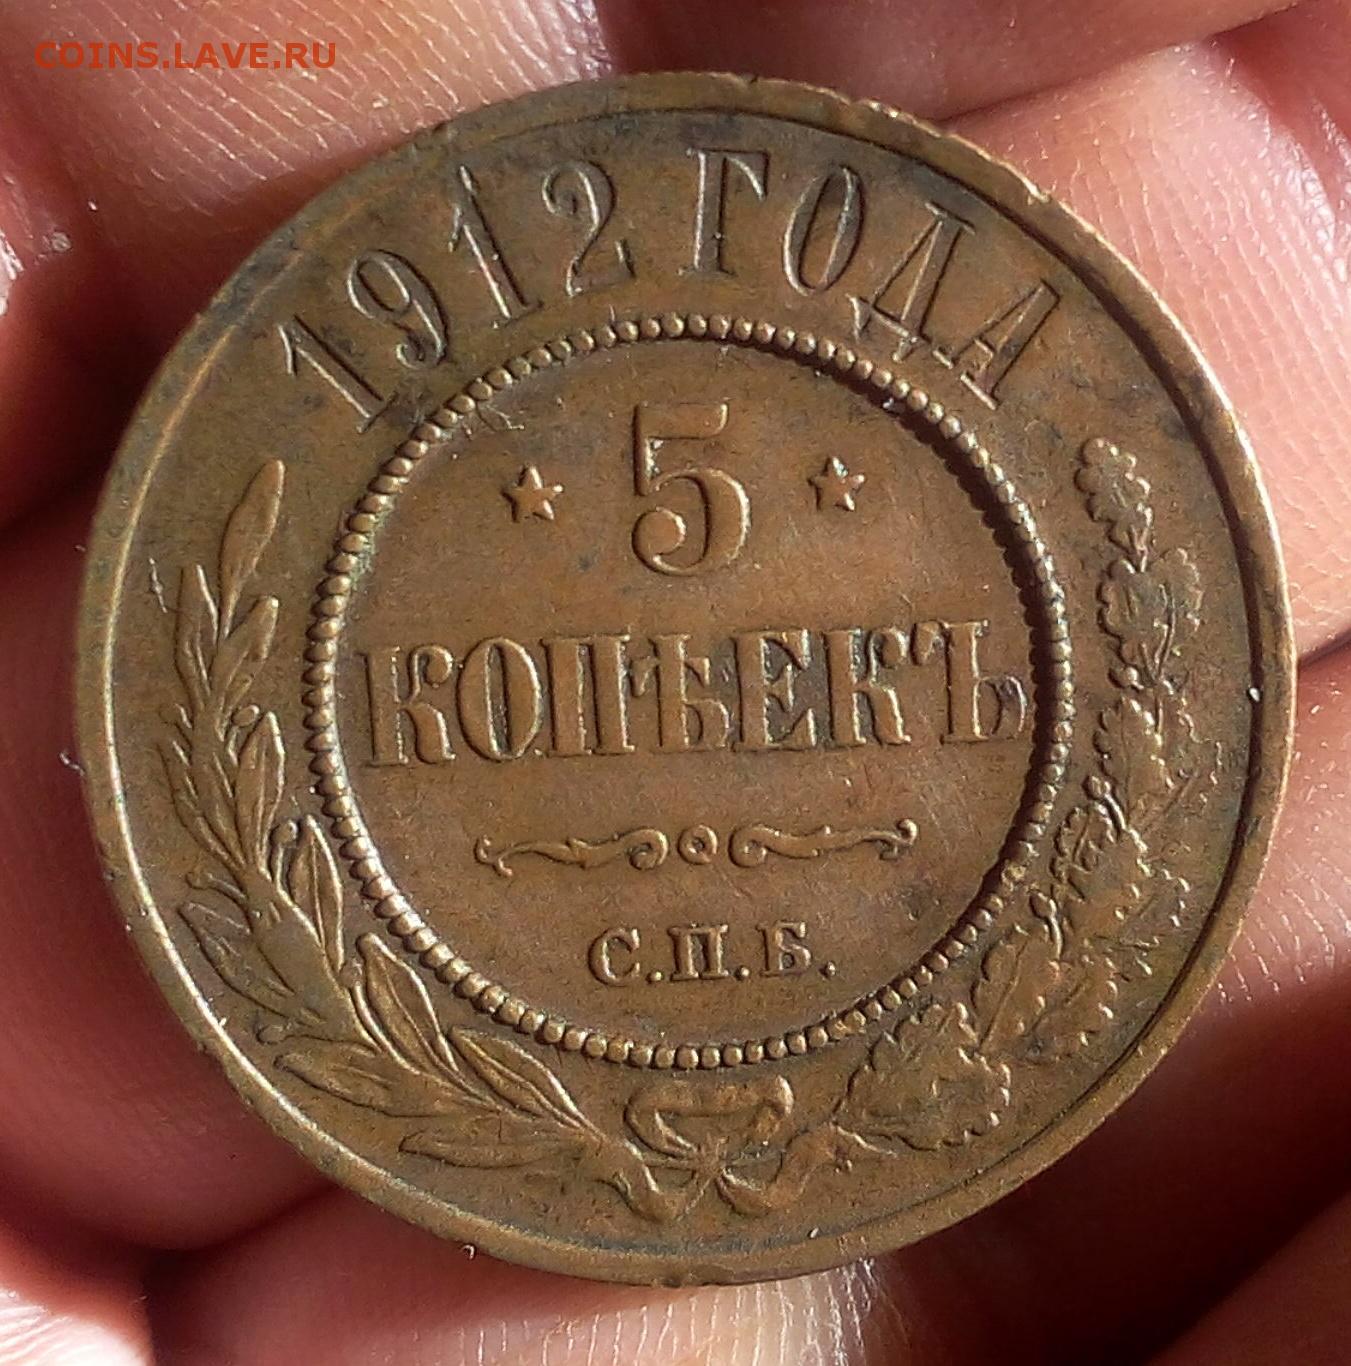 COINS.LAVE.RU
1912 ГОДА
5
КОПѢЕКЪ
С.П.Б.